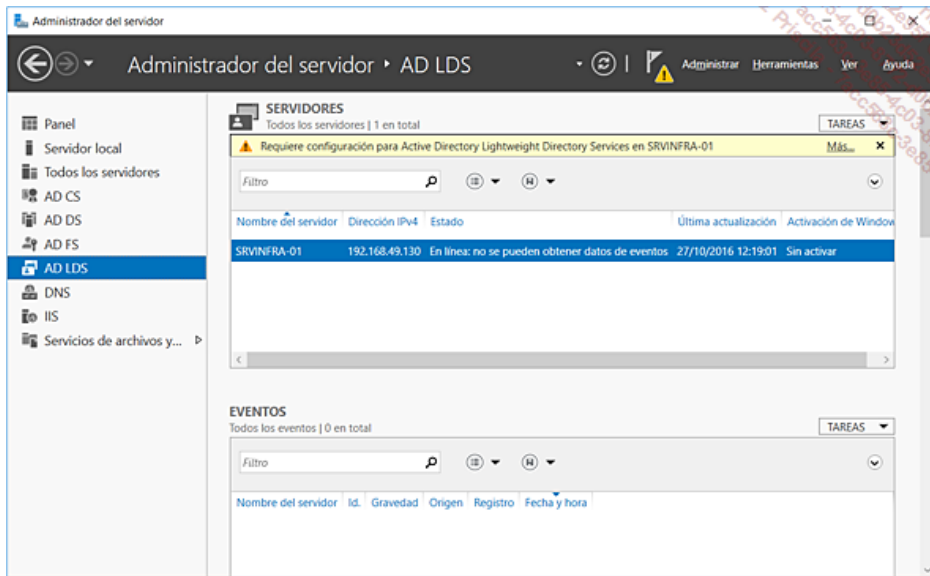 Administrador del servidor
Administrador del servidor ‣ AD LDS
Administrar Herramientas Ver Ayuda
Panel
Servidor local
Todos los servidores
AD CS
AD DS
AD FS
AD LDS
DNS
IIS
Servicios de archivos y...
SERVIDORES
Todos los servidores | 1 en total
TAREAS
Requiere configuración para Active Directory Lightweight Directory Services en SRVINFRA-01 Más...
Filtro
Nombre del servidor Dirección IPv4 Estado Última actualización Activación de Window
SRVINFRA-01 192.168.49.130 En línea: no se pueden obtener datos de eventos 27/10/2016 12:19:01 Sin activar
EVENTOS
Todos los eventos | 0 en total
TAREAS
Filtro
Nombre del servidor Id. Gravedad Origen Registro Fecha y hora